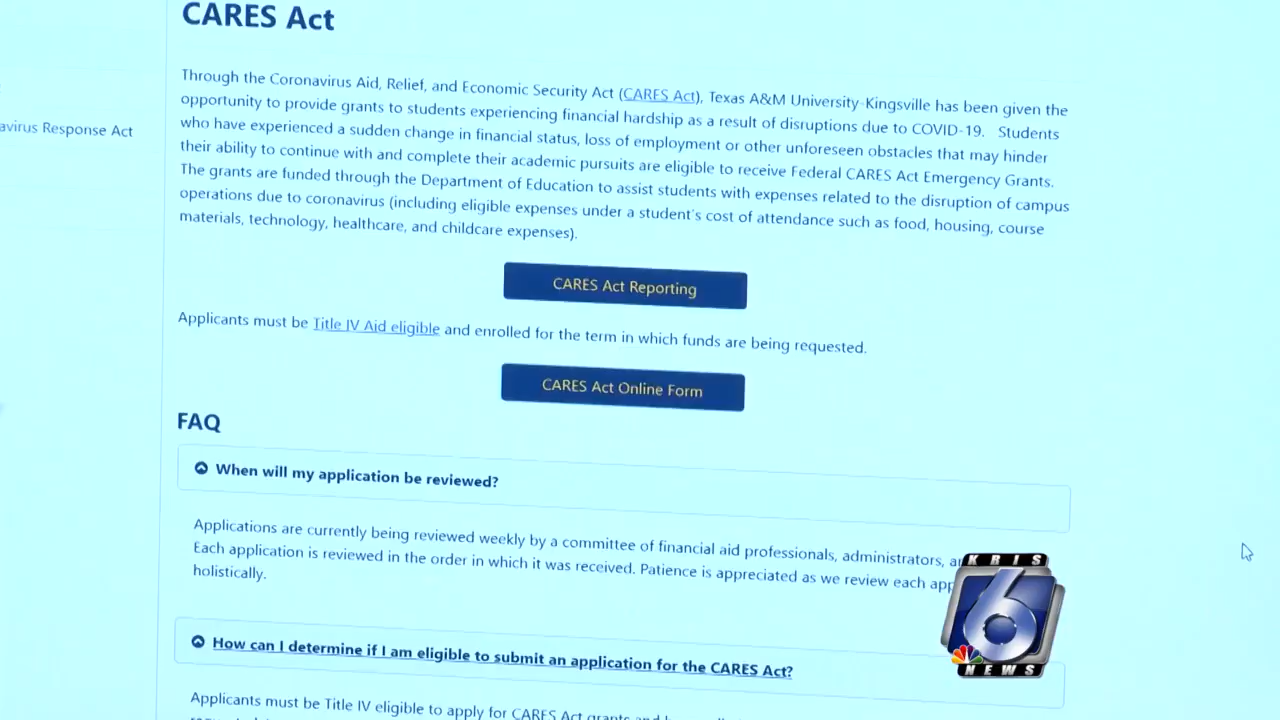 CARES Act
Through the Coronavirus Aid, Relief, and Economic Security Act (CARES Act), Texas A&M University-Kingsville has been given the
opportunity to provide grants to students experiencing financial hardship as a result of disruptions due to COVID-19. Students
who have experienced a sudden change in financial status, loss of employment or other unforeseen obstacles that may hinder
avirus Response Act
their ability to continue with and complete their academic pursuits are eligible to receive Federal CARES Act Emergency Grants.
The grants are funded through the Department of Education to assist students with expenses related to the disruption of campus
operations due to coronavirus (including eligible expenses under a student's cost of attendance such as food, housing, course
materials, technology, healthcare, and childcare expenses).
CARES Act Reporting
Applicants must be Title IV Aid eligible and enrolled for the term in which funds are being requested.
CARES Act Online Form
FAQ
When will my application be reviewed?
Applications are currently being reviewed weekly by a committee of financial aid professionals, administrators,
Each application is reviewed in the order in which it was received. Patience is appreciated as we review each app
holistically.
KRIS
6
NEWS
How can I determine if I am eligible to submit an application for the CARES Act?
Applicants must be Title IV eligible to apply for CARES Act grants